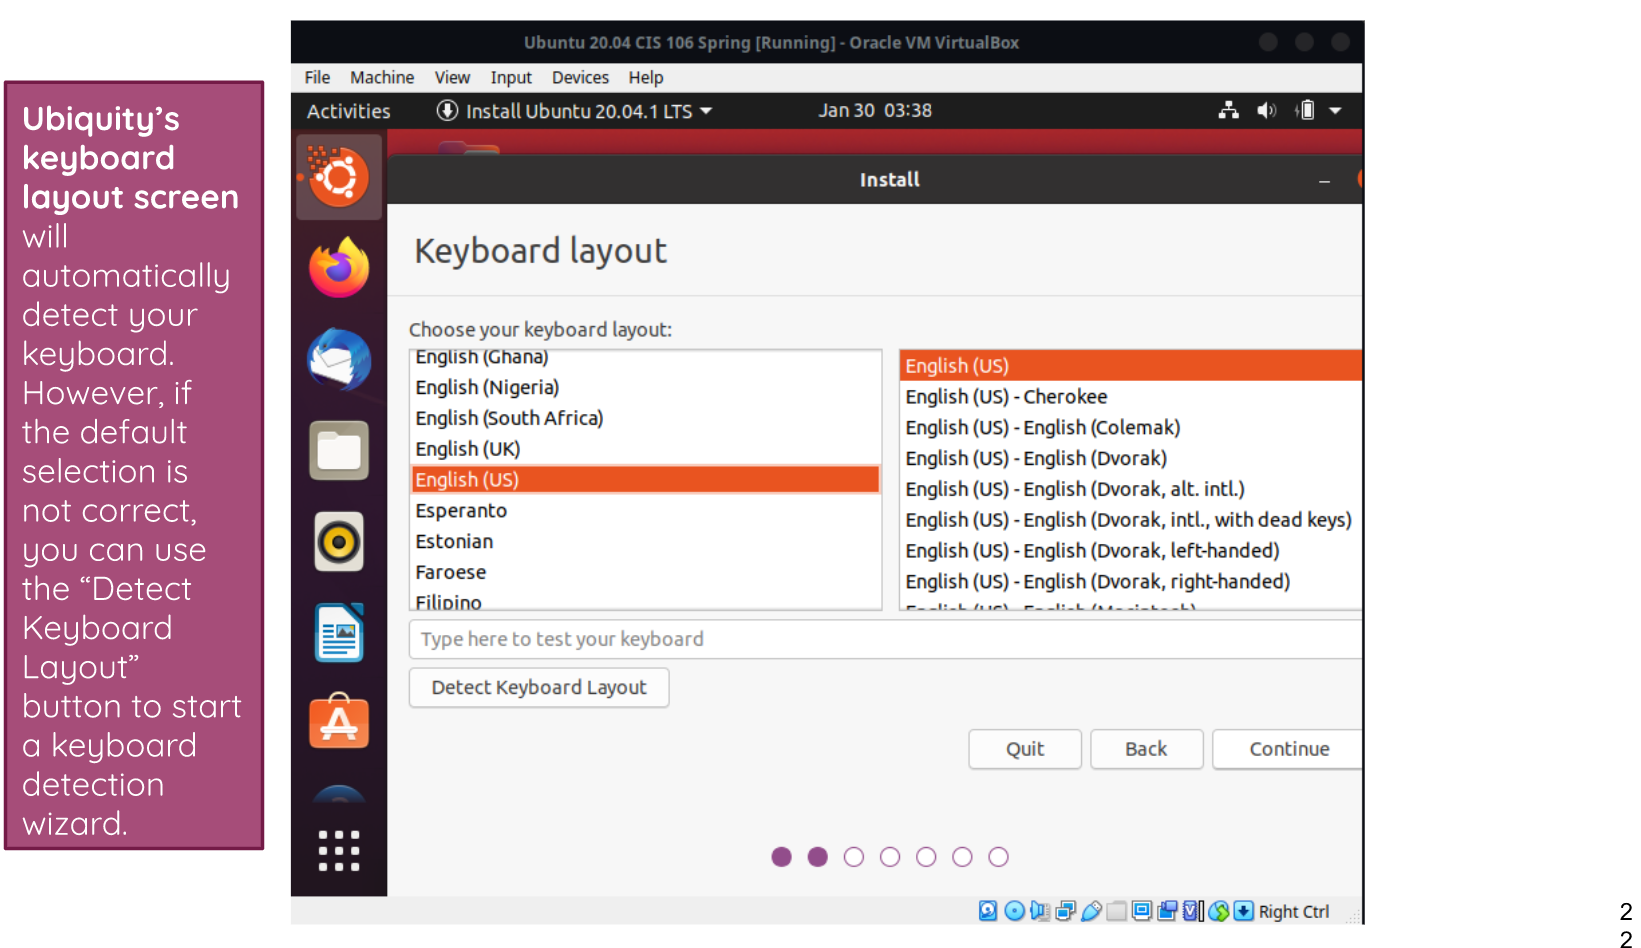 Ubiquity’s
keyboard
layout screen
will
automatically
detect your
keyboard.
However, if
the default
selection is
not correct,
you can use
the “Detect
Keyboard
Layout”
button to start
a keyboard
detection
wizard.
Ubuntu 20.04 CIS 106 Spring [Running] - Oracle VM VirtualBox
File Machine View Input Devices Help
Activities Install Ubuntu 20.04.1 LTS Jan 30 03:38
Install
Keyboard layout
Choose your keyboard layout:
English (Ghana)
English (Nigeria)
English (South Africa)
English (UK)
English (US)
Esperanto
Estonian
Faroese
Filipino
English (US)
English (US) - Cherokee
English (US) - English (Colemak)
English (US) - English (Dvorak)
English (US) - English (Dvorak, alt. intl.)
English (US) - English (Dvorak, intl., with dead keys)
English (US) - English (Dvorak, left-handed)
English (US) - English (Dvorak, right-handed)
English (US) - English (Macintosh)
Type here to test your keyboard
Detect Keyboard Layout
Quit Back Continue
Right Ctrl
2
2